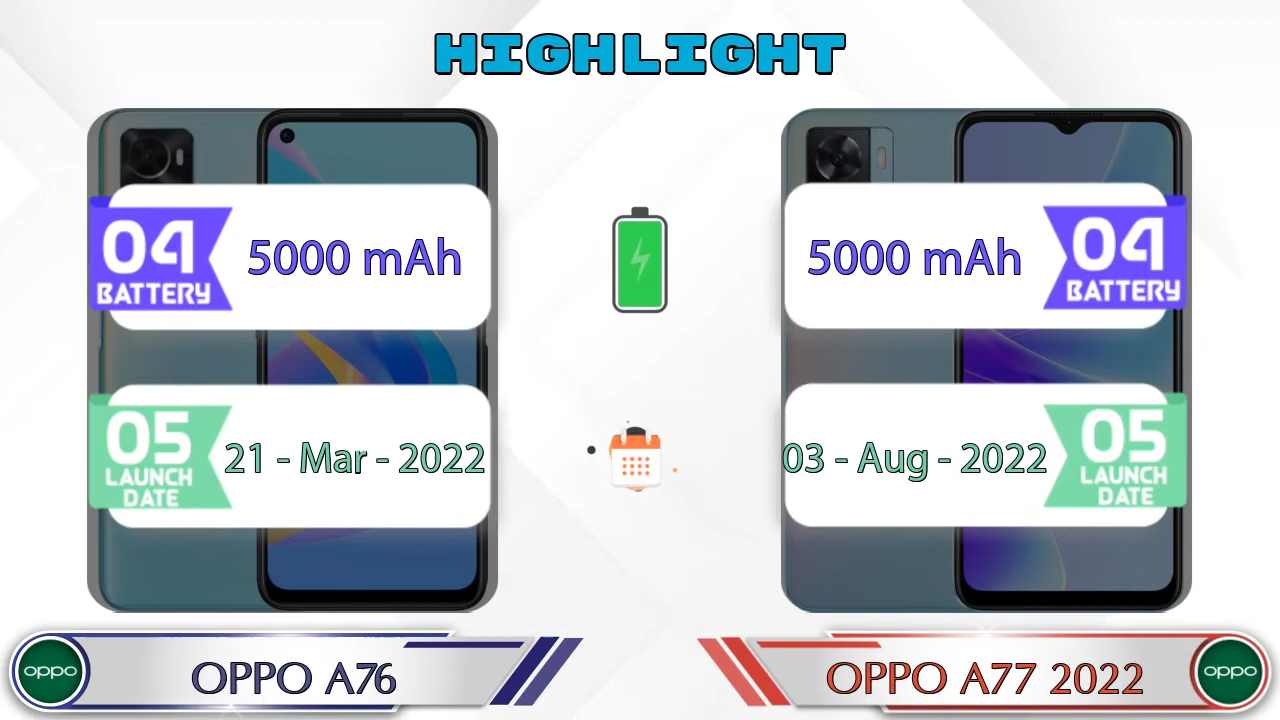 HIGHLIGHT
04
BATTERY
5000 mAh
5000 mAh
04
BATTERY
05
LAUNCH
DATE
21 - Mar - 2022
03 - Aug - 2022
05
LAUNCH
DATE
oppo
OPPO A76
OPPO A77 2022
oppo